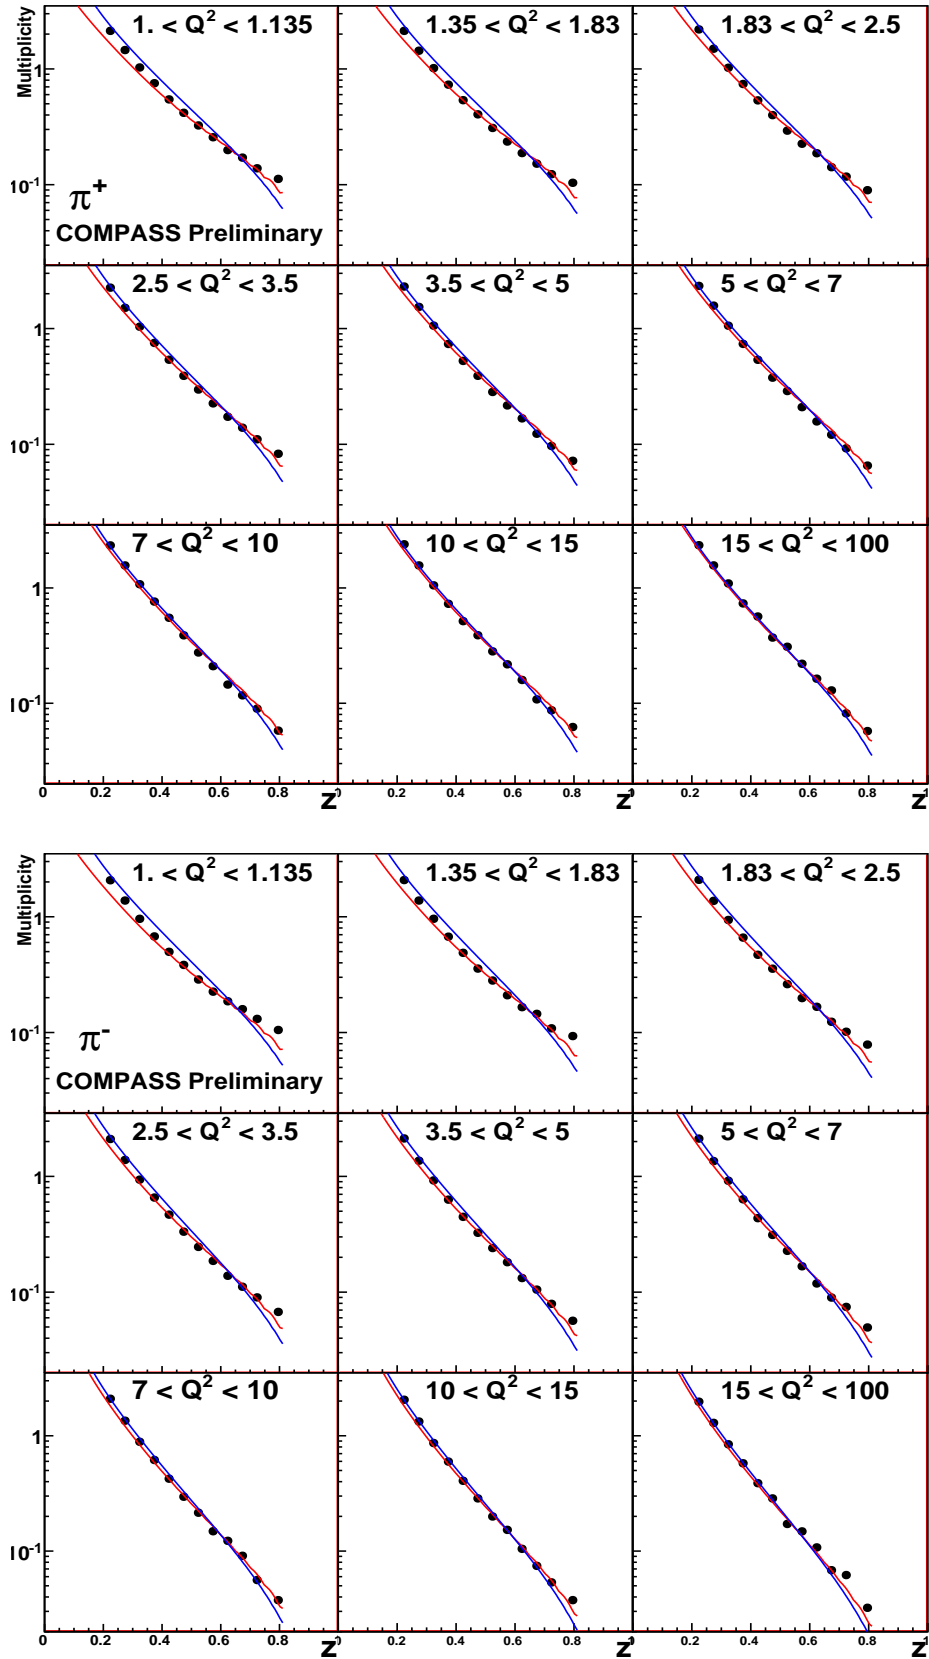 Multiplicity
1. < Q² < 1.135
1.35 < Q² < 1.83
1.83 < Q² < 2.5
1
10⁻¹
π⁺
COMPASS Preliminary
2.5 < Q² < 3.5
3.5 < Q² < 5
5 < Q² < 7
1
10⁻¹
7 < Q² < 10
10 < Q² < 15
15 < Q² < 100
1
10⁻¹
0 0.2 0.4 0.6 0.8 z 0.2 0.4 0.6 0.8 z 0.2 0.4 0.6 0.8 z 1
Multiplicity
1. < Q² < 1.135
1.35 < Q² < 1.83
1.83 < Q² < 2.5
1
10⁻¹
π⁻
COMPASS Preliminary
2.5 < Q² < 3.5
3.5 < Q² < 5
5 < Q² < 7
1
10⁻¹
7 < Q² < 10
10 < Q² < 15
15 < Q² < 100
1
10⁻¹
0 0.2 0.4 0.6 0.8 z 0.2 0.4 0.6 0.8 z 0.2 0.4 0.6 0.8 z 1